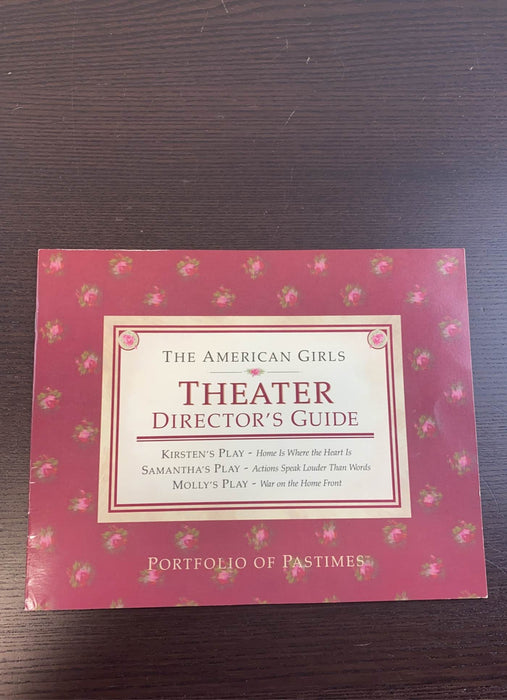 THE AMERICAN GIRLS
THEATER
DIRECTOR'S GUIDE
KIRSTEN'S PLAY - Home Is Where the Heart Is
SAMANTHA'S PLAY - Actions Speak Louder Than Words
MOLLY'S PLAY - War on the Home Front
PORTFOLIO OF PASTIMES™